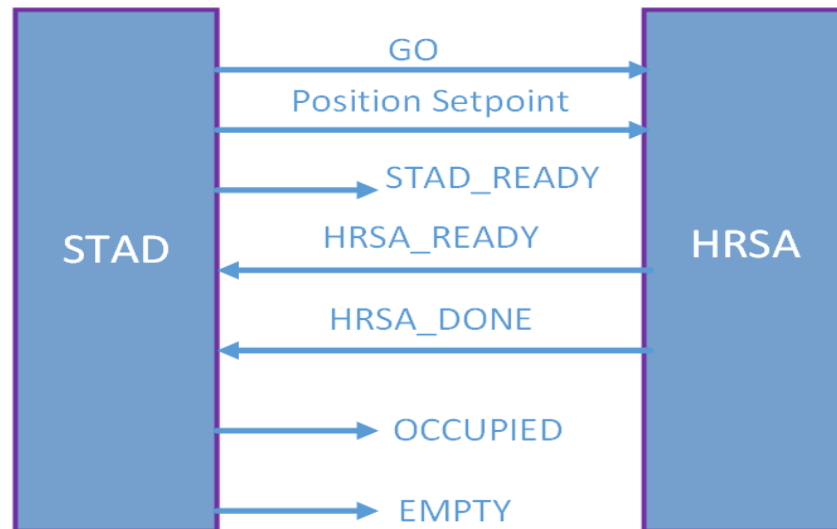 GO
Position Setpoint
STAD_READY
STAD
HRSA_READY
HRSA
HRSA_DONE
OCCUPIED
EMPTY